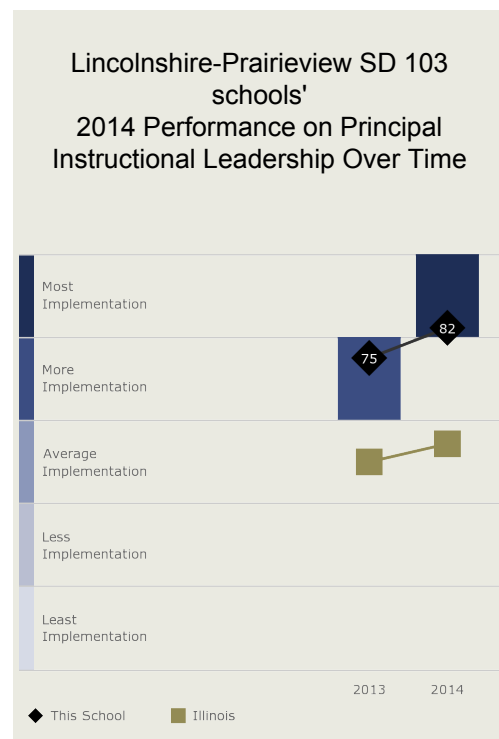 Lincolnshire-Prairieview SD 103
schools'
2014 Performance on Principal
Instructional Leadership Over Time
Most
Implementation
82
More
Implementation
75
Average
Implementation
Less
Implementation
Least
Implementation
2013 2014
This School Illinois